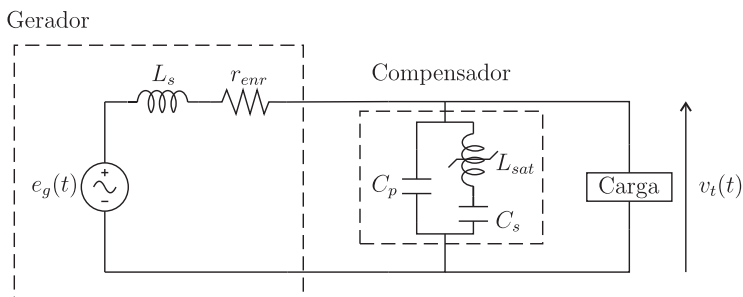 Gerador
L_s
r_enr
Compensador
e_g(t)
+
−
C_p
L_sat
C_s
Carga
v_t(t)